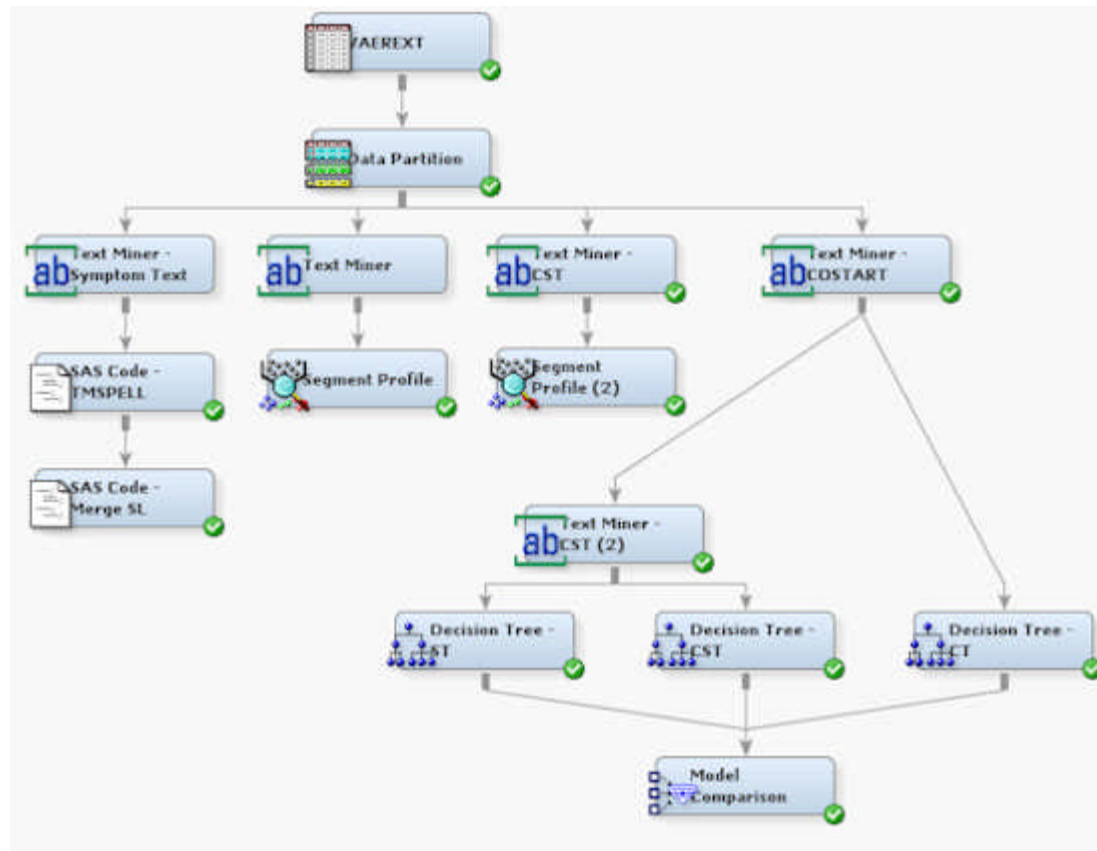 VAEREXT
Data Partition
Text Miner -
Symptom Text
Text Miner
Text Miner -
CST
Text Miner -
COSTART
SAS Code -
TMSPELL
Segment Profile
Segment
Profile (2)
SAS Code -
Merge SL
Text Miner -
CST (2)
Decision Tree -
ST
Decision Tree -
CST
Decision Tree -
CT
Model
Comparison